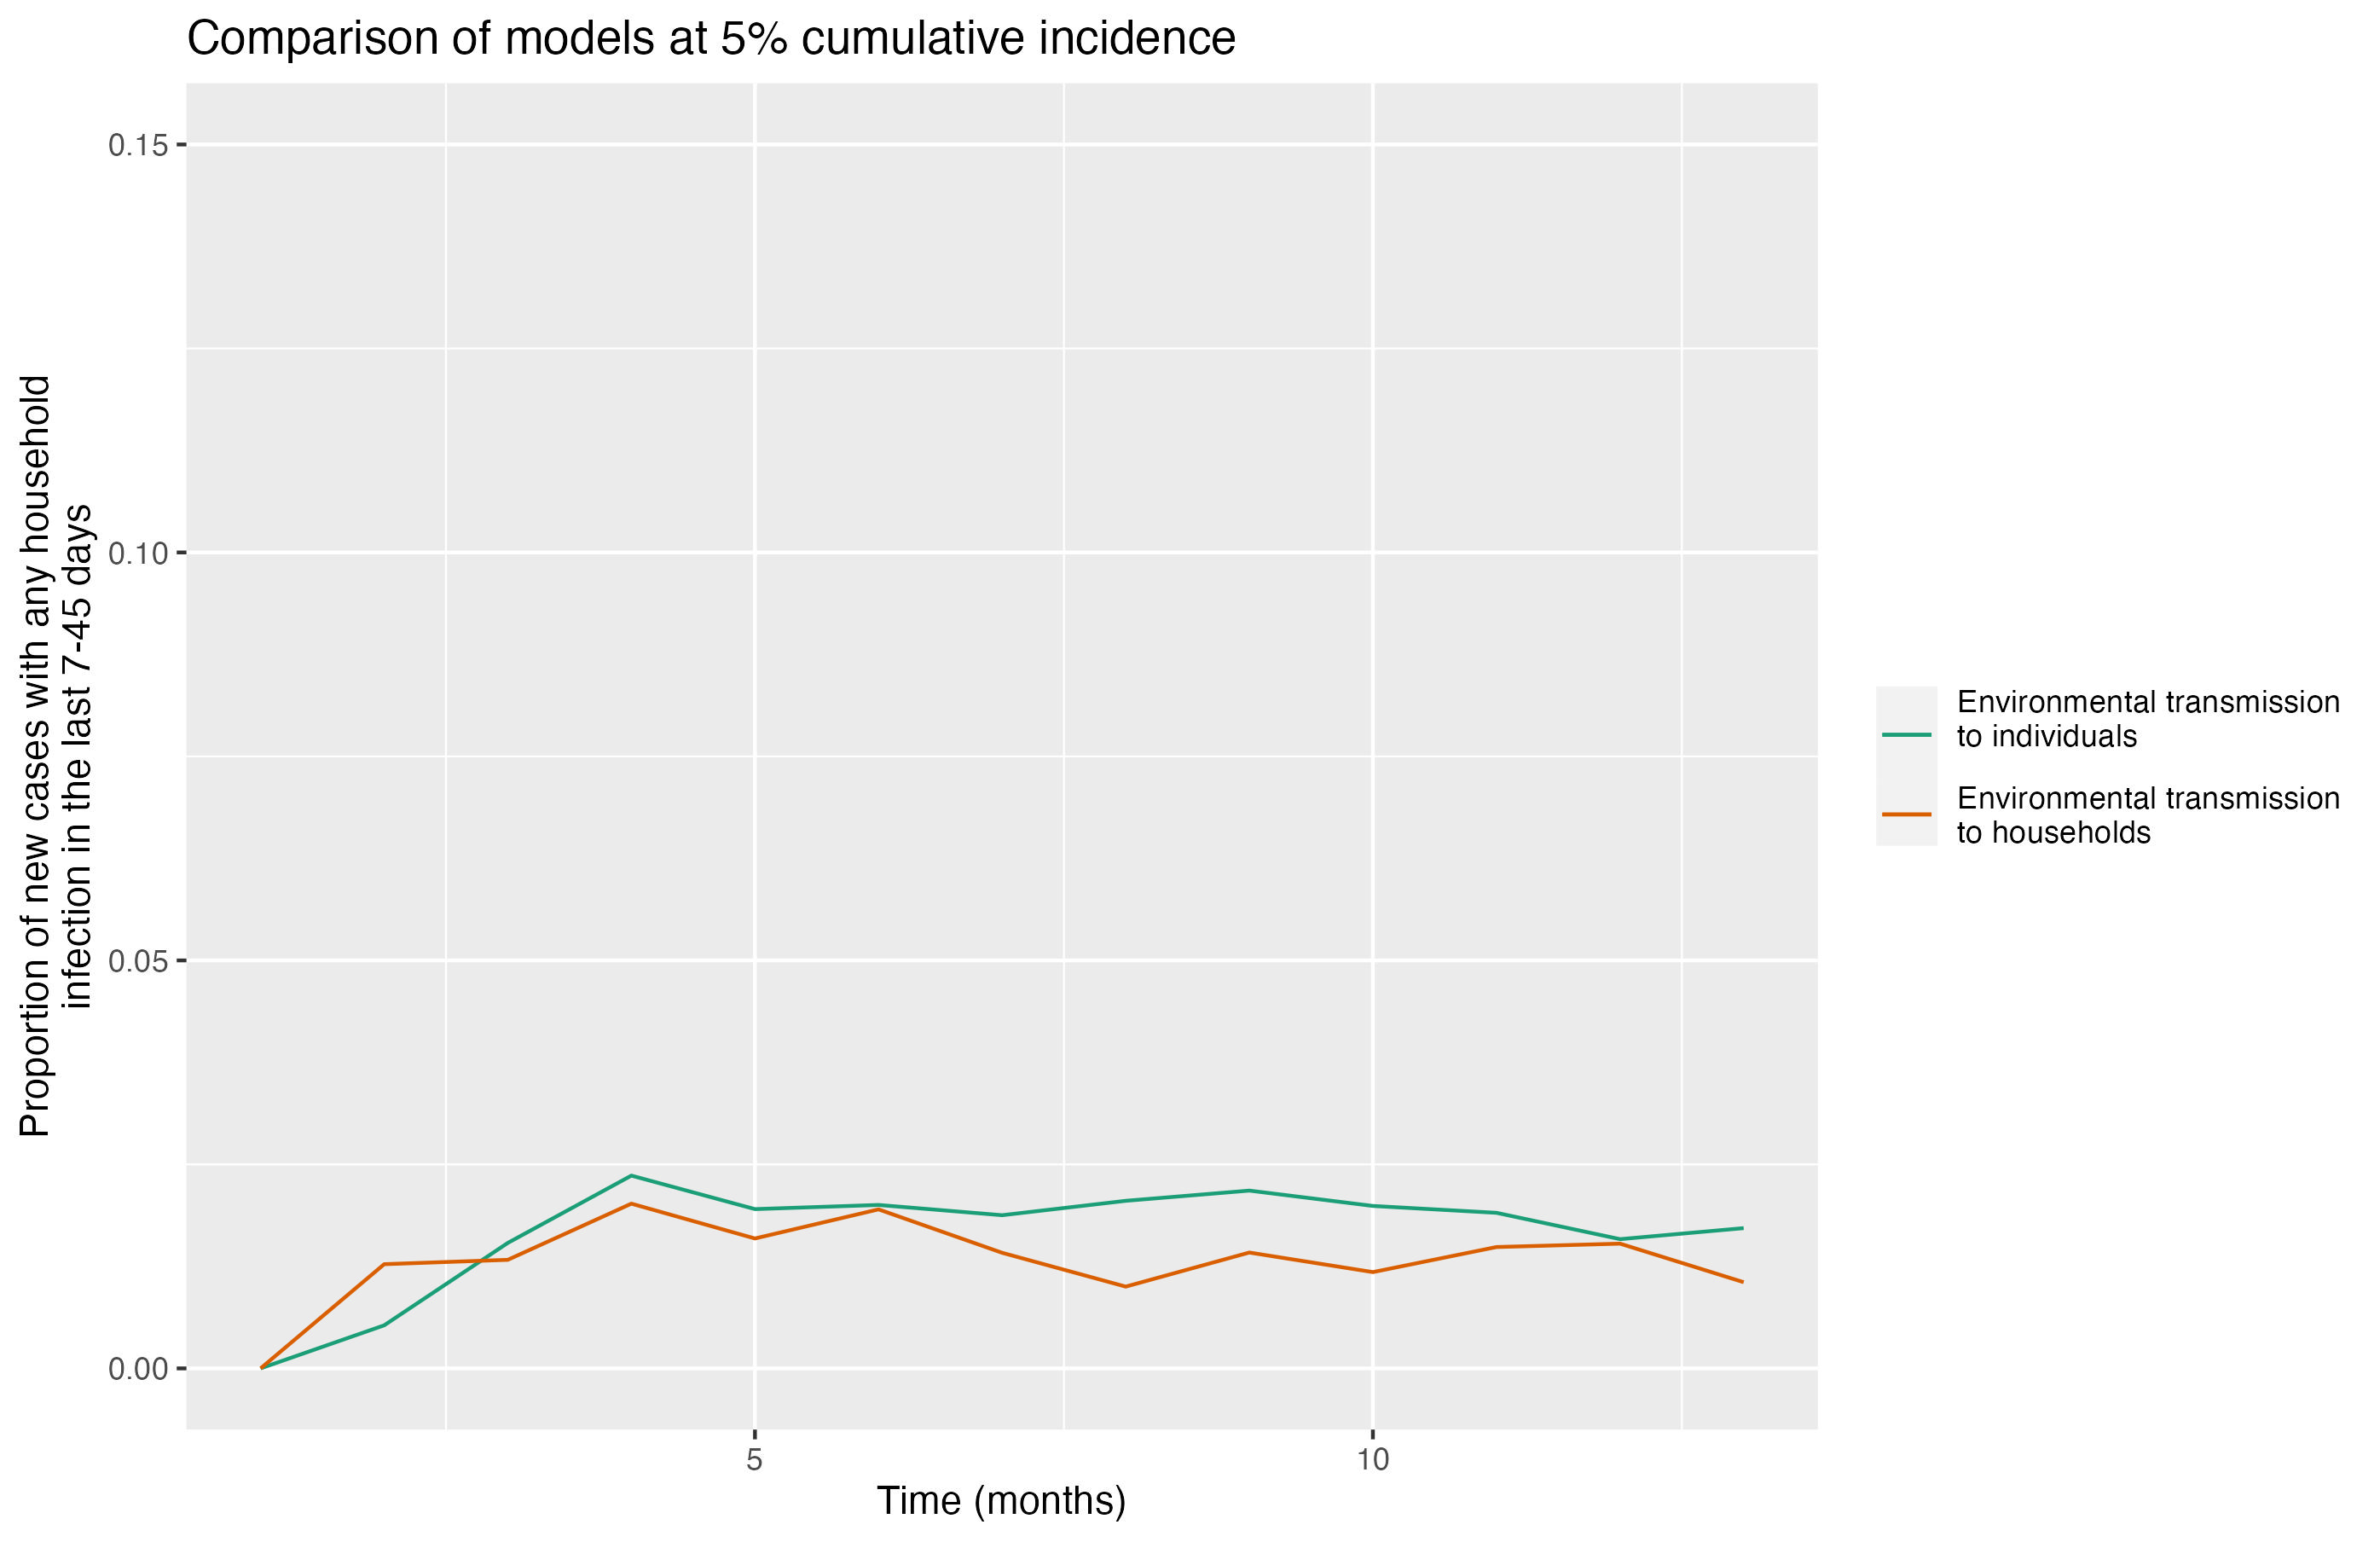 Comparison of models at 5% cumulative incidence
Proportion of new cases with any household
infection in the last 7-45 days
0.15
0.10
0.05
0.00
5
10
Time (months)
Environmental transmission
to individuals
Environmental transmission
to households